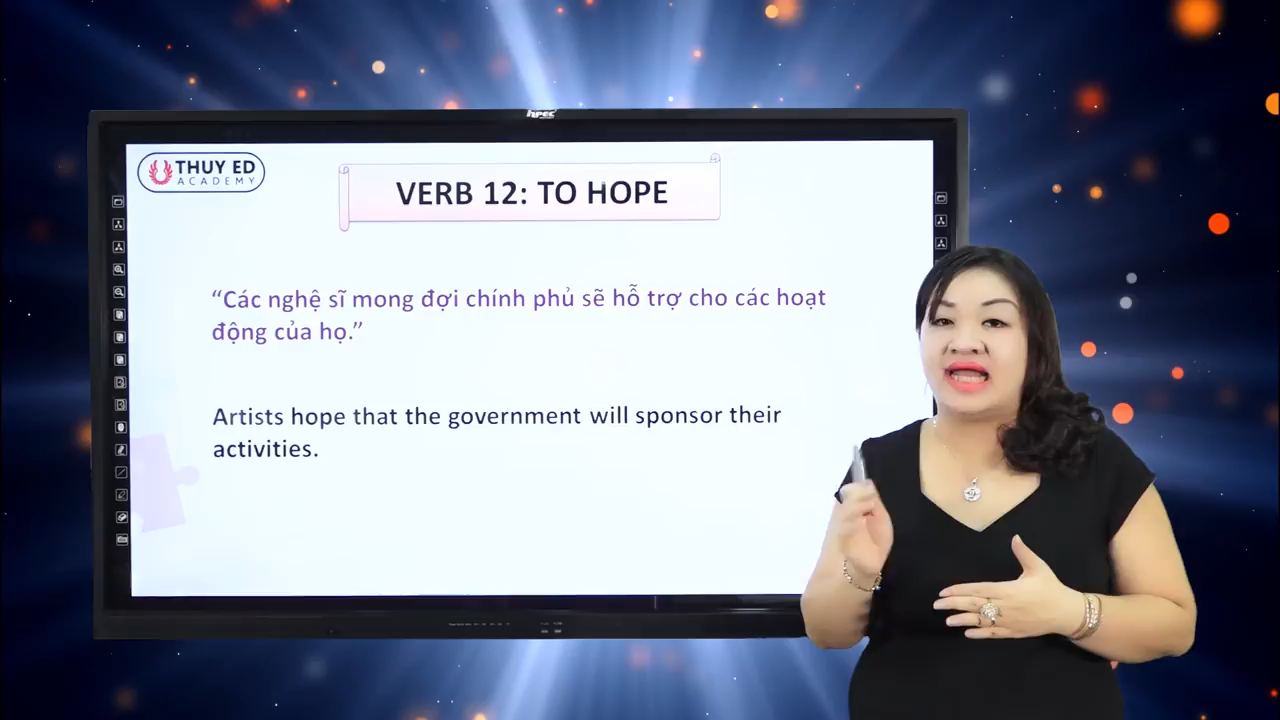 HPEC
THUY ED
ACADEMY
VERB 12: TO HOPE
“Các nghệ sĩ mong đợi chính phủ sẽ hỗ trợ cho các hoạt
động của họ.”
Artists hope that the government will sponsor their
activities.